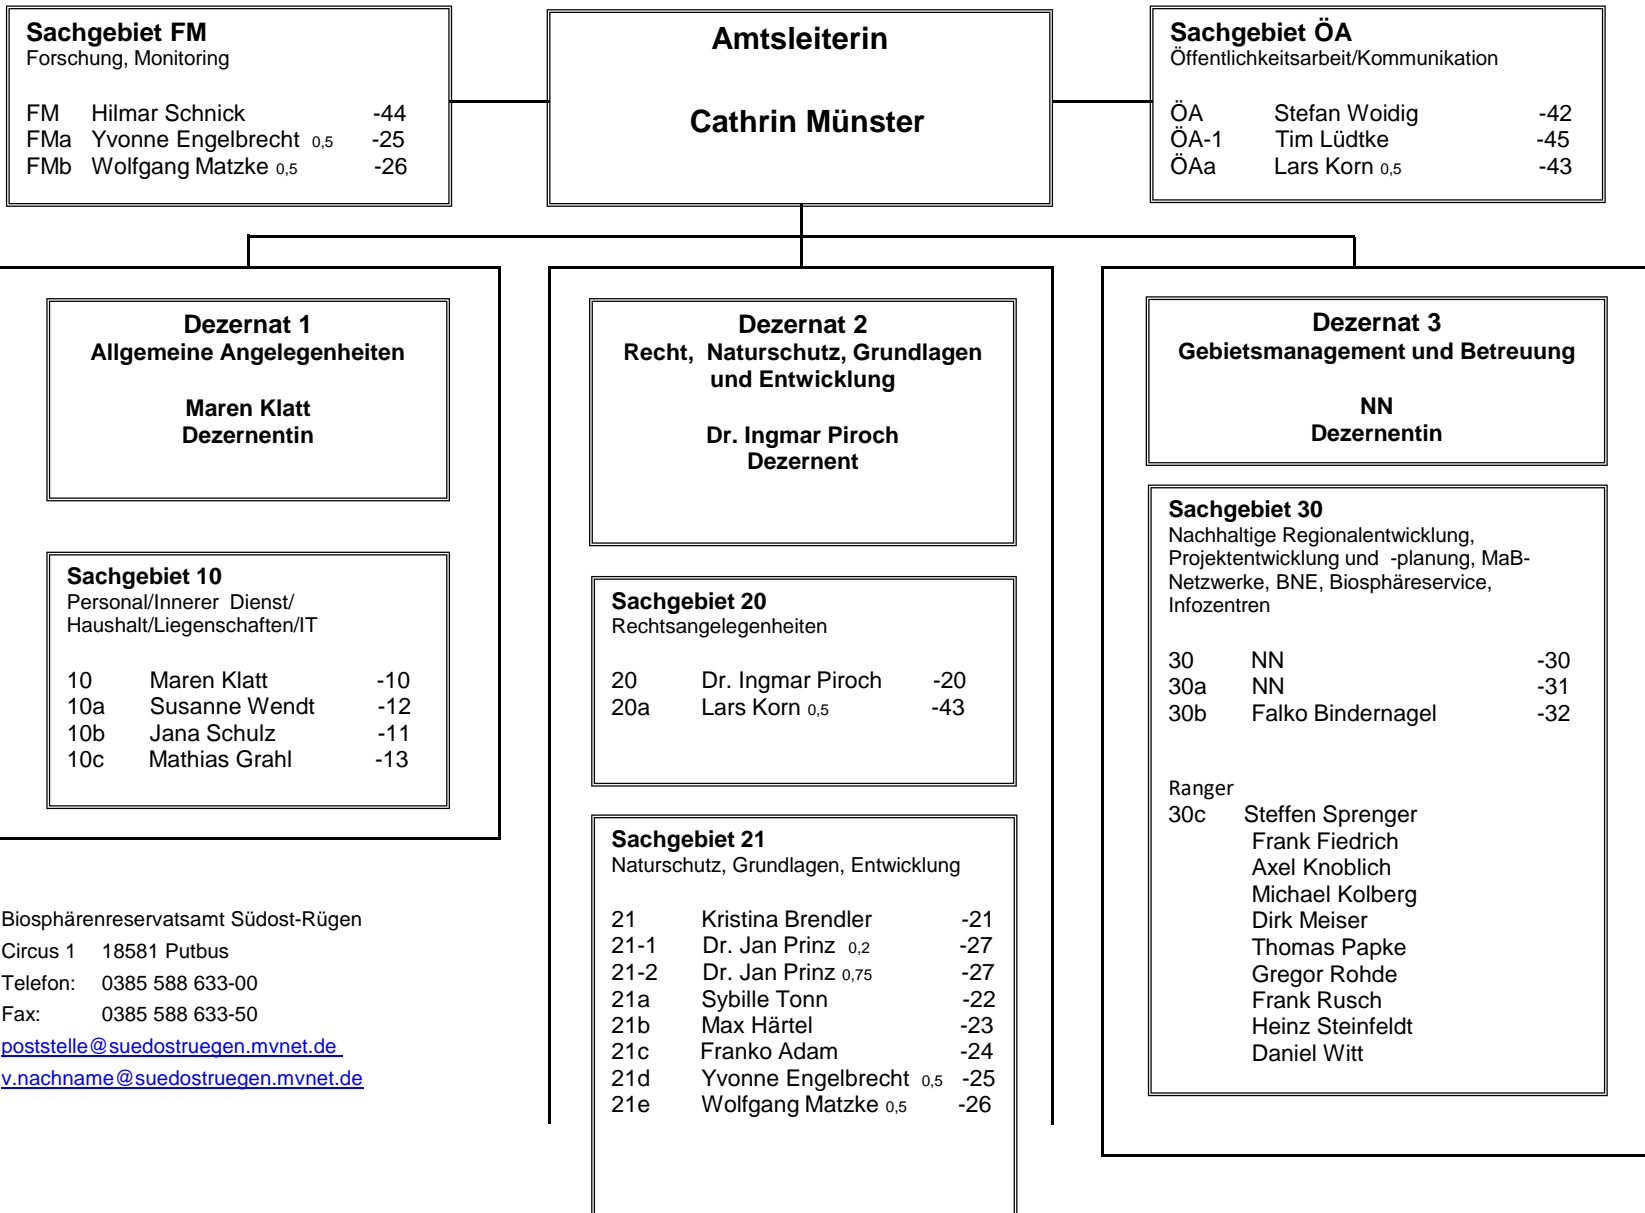 Sachgebiet FM
Forschung, Monitoring
FM Hilmar Schnick -44
FMa Yvonne Engelbrecht 0,5 -25
FMb Wolfgang Matzke 0,5 -26
Amtsleiterin
Cathrin Münster
Sachgebiet ÖA
Öffentlichkeitsarbeit/Kommunikation
ÖA Stefan Woidig -42
ÖA-1 Tim Lüdtke -45
ÖAa Lars Korn 0,5 -43
Dezernat 1
Allgemeine Angelegenheiten
Maren Klatt
Dezernentin
Sachgebiet 10
Personal/Innerer Dienst/
Haushalt/Liegenschaften/IT
10 Maren Klatt -10
10a Susanne Wendt -12
10b Jana Schulz -11
10c Mathias Grahl -13
Dezernat 2
Recht, Naturschutz, Grundlagen
und Entwicklung
Dr. Ingmar Piroch
Dezernent
Sachgebiet 20
Rechtsangelegenheiten
20 Dr. Ingmar Piroch -20
20a Lars Korn 0,5 -43
Sachgebiet 21
Naturschutz, Grundlagen, Entwicklung
21 Kristina Brendler -21
21-1 Dr. Jan Prinz 0,2 -27
21-2 Dr. Jan Prinz 0,75 -27
21a Sybille Tonn -22
21b Max Härtel -23
21c Franko Adam -24
21d Yvonne Engelbrecht 0,5 -25
21e Wolfgang Matzke 0,5 -26
Dezernat 3
Gebietsmanagement und Betreuung
NN
Dezernentin
Sachgebiet 30
Nachhaltige Regionalentwicklung,
Projektentwicklung und -planung, MaB-
Netzwerke, BNE, Biosphäreservice,
Infozentren
30 NN -30
30a NN -31
30b Falko Bindernagel -32
Ranger
30c Steffen Sprenger
Frank Fiedrich
Axel Knoblich
Michael Kolberg
Dirk Meiser
Thomas Papke
Gregor Rohde
Frank Rusch
Heinz Steinfeldt
Daniel Witt
Biosphärenreservatsamt Südost-Rügen
Circus 1 18581 Putbus
Telefon: 0385 588 633-00
Fax: 0385 588 633-50
poststelle@suedostruegen.mvnet.de
v.nachname@suedostruegen.mvnet.de